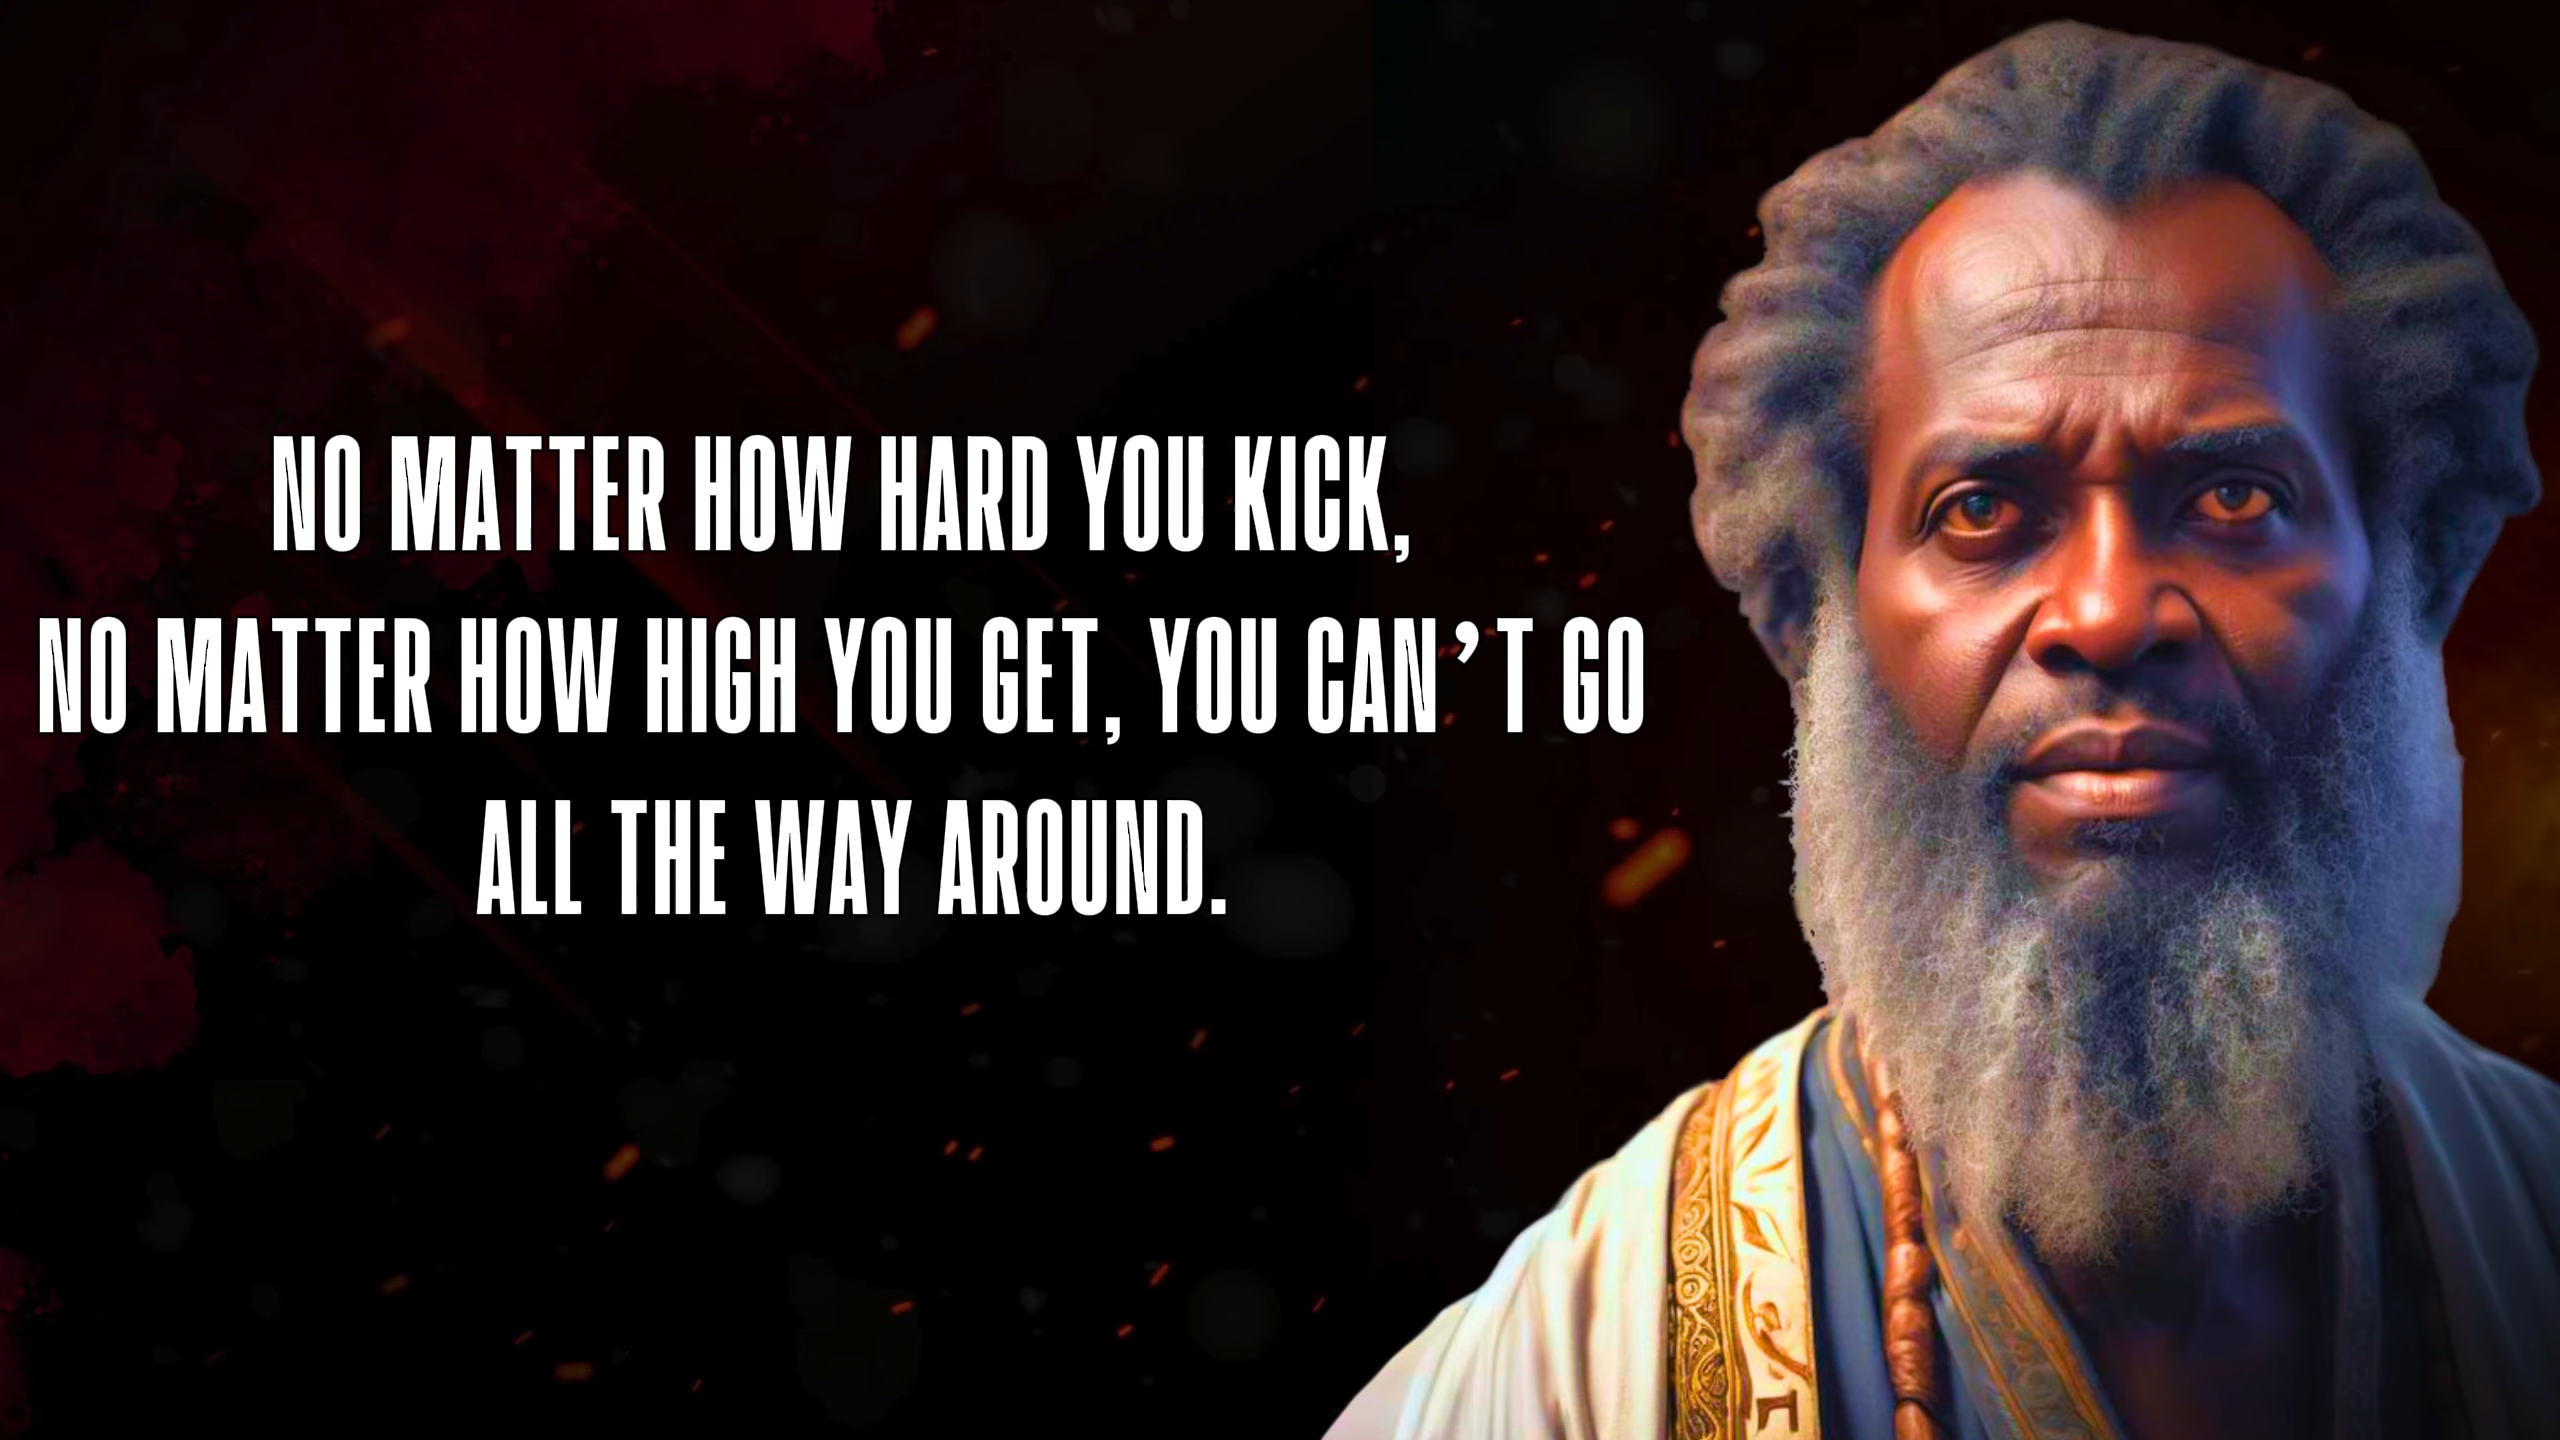 NO MATTER HOW HARD YOU KICK,
NO MATTER HOW HIGH YOU GET, YOU CAN’T GO
ALL THE WAY AROUND.